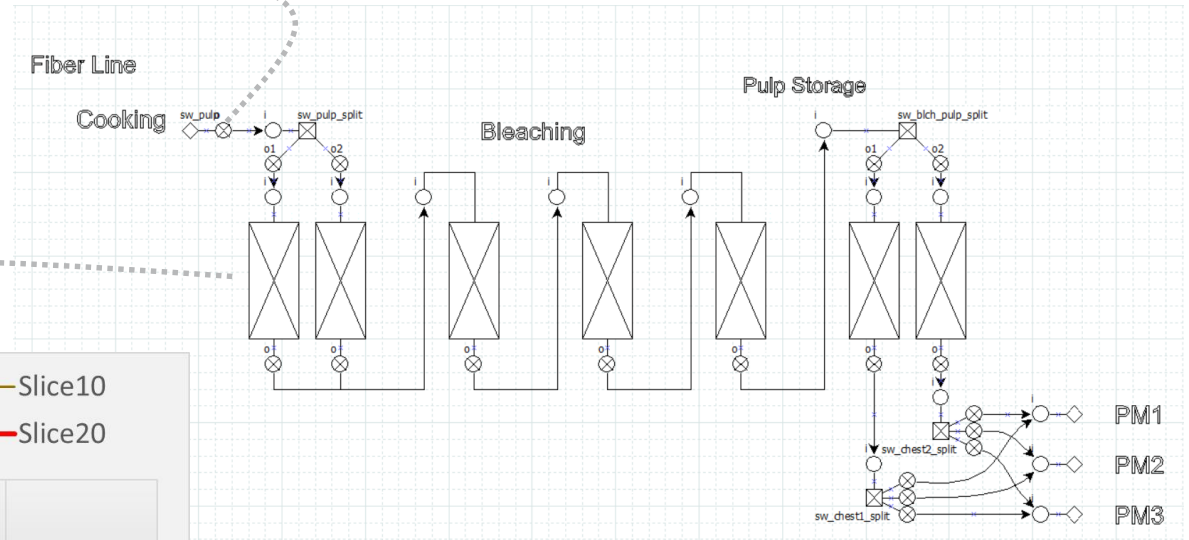 Fiber Line
Pulp Storage
Cooking
sw_pulp
i
sw_pulp_split
Bleaching
i
sw_blch_pulp_split
o1
o2
o1
o2
i
i
i
i
i
i
i
o
o
o
o
o
o
o
Slice10
Slice20
i
i
PM1
sw_chest2_split
i
PM2
sw_chest1_split
PM3